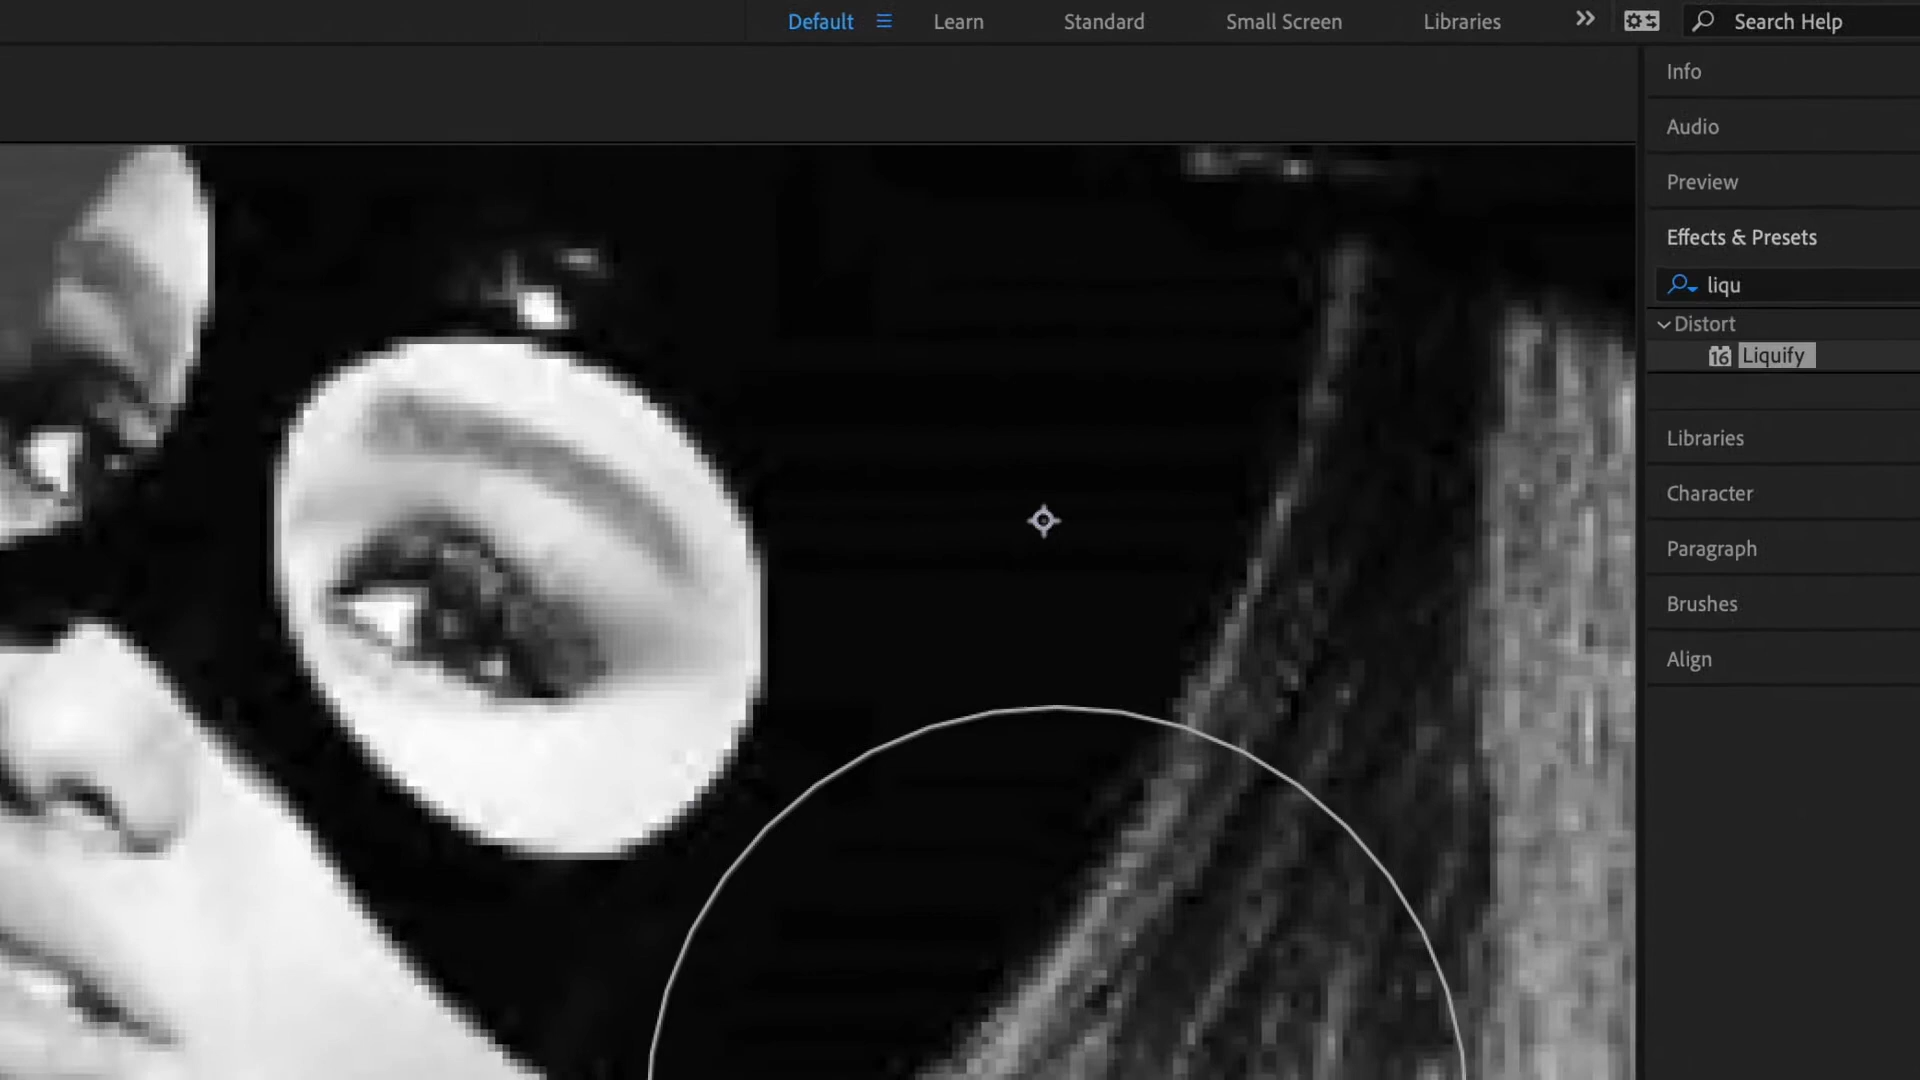 Default
Learn
Standard
Small Screen
Libraries
Search Help
Info
Audio
Preview
Effects & Presets
liqu
Distort
16 Liquify
Libraries
Character
Paragraph
Brushes
Align